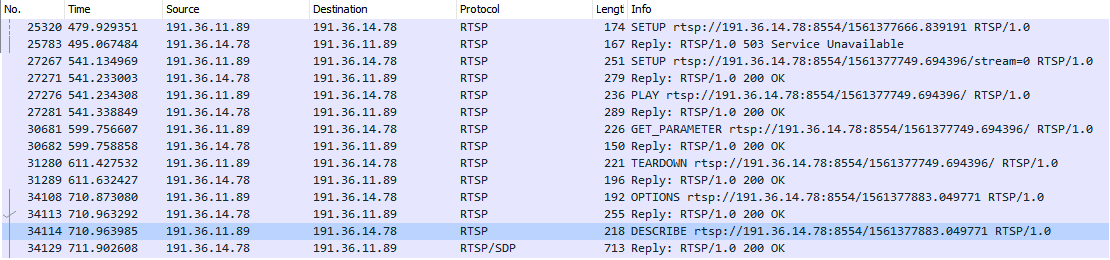 No. Time Source Destination Protocol Lengt Info
25320 479.929351 191.36.11.89 191.36.14.78 RTSP 174 SETUP rtsp://191.36.14.78:8554/1561377666.839191 RTSP/1.0
25783 495.067484 191.36.14.78 191.36.11.89 RTSP 167 Reply: RTSP/1.0 503 Service Unavailable
27267 541.134969 191.36.11.89 191.36.14.78 RTSP 251 SETUP rtsp://191.36.14.78:8554/1561377749.694396/stream=0 RTSP/1.0
27271 541.233003 191.36.14.78 191.36.11.89 RTSP 279 Reply: RTSP/1.0 200 OK
27276 541.234308 191.36.11.89 191.36.14.78 RTSP 236 PLAY rtsp://191.36.14.78:8554/1561377749.694396/ RTSP/1.0
27281 541.338849 191.36.14.78 191.36.11.89 RTSP 289 Reply: RTSP/1.0 200 OK
30681 599.756607 191.36.11.89 191.36.14.78 RTSP 226 GET_PARAMETER rtsp://191.36.14.78:8554/1561377749.694396/ RTSP/1.0
30682 599.758858 191.36.14.78 191.36.11.89 RTSP 150 Reply: RTSP/1.0 200 OK
31280 611.427532 191.36.11.89 191.36.14.78 RTSP 221 TEARDOWN rtsp://191.36.14.78:8554/1561377749.694396/ RTSP/1.0
31289 611.632427 191.36.14.78 191.36.11.89 RTSP 196 Reply: RTSP/1.0 200 OK
34108 710.873080 191.36.11.89 191.36.14.78 RTSP 192 OPTIONS rtsp://191.36.14.78:8554/1561377883.049771 RTSP/1.0
34113 710.963292 191.36.14.78 191.36.11.89 RTSP 255 Reply: RTSP/1.0 200 OK
34114 710.963985 191.36.11.89 191.36.14.78 RTSP 218 DESCRIBE rtsp://191.36.14.78:8554/1561377883.049771 RTSP/1.0
34129 711.902608 191.36.14.78 191.36.11.89 RTSP/SDP 713 Reply: RTSP/1.0 200 OK